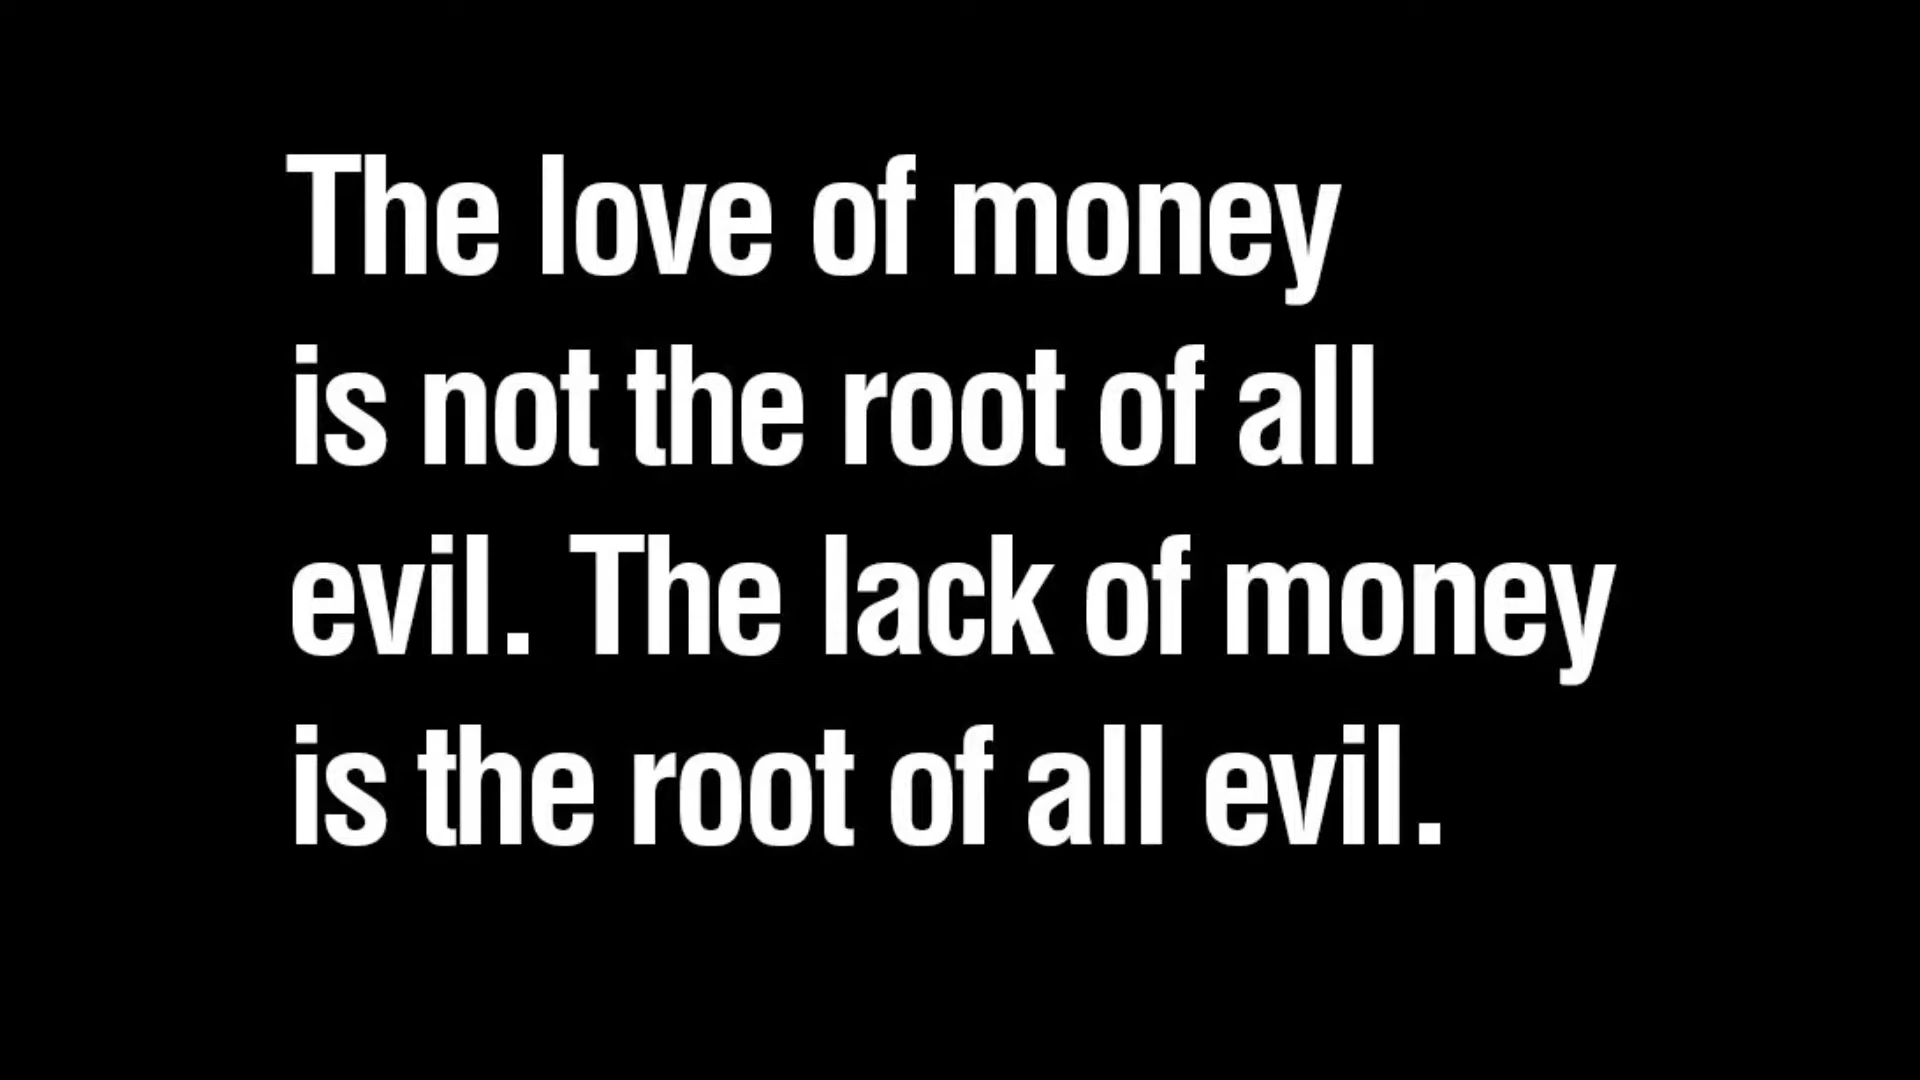 The love of money
is not the root of all
evil. The lack of money
is the root of all evil.